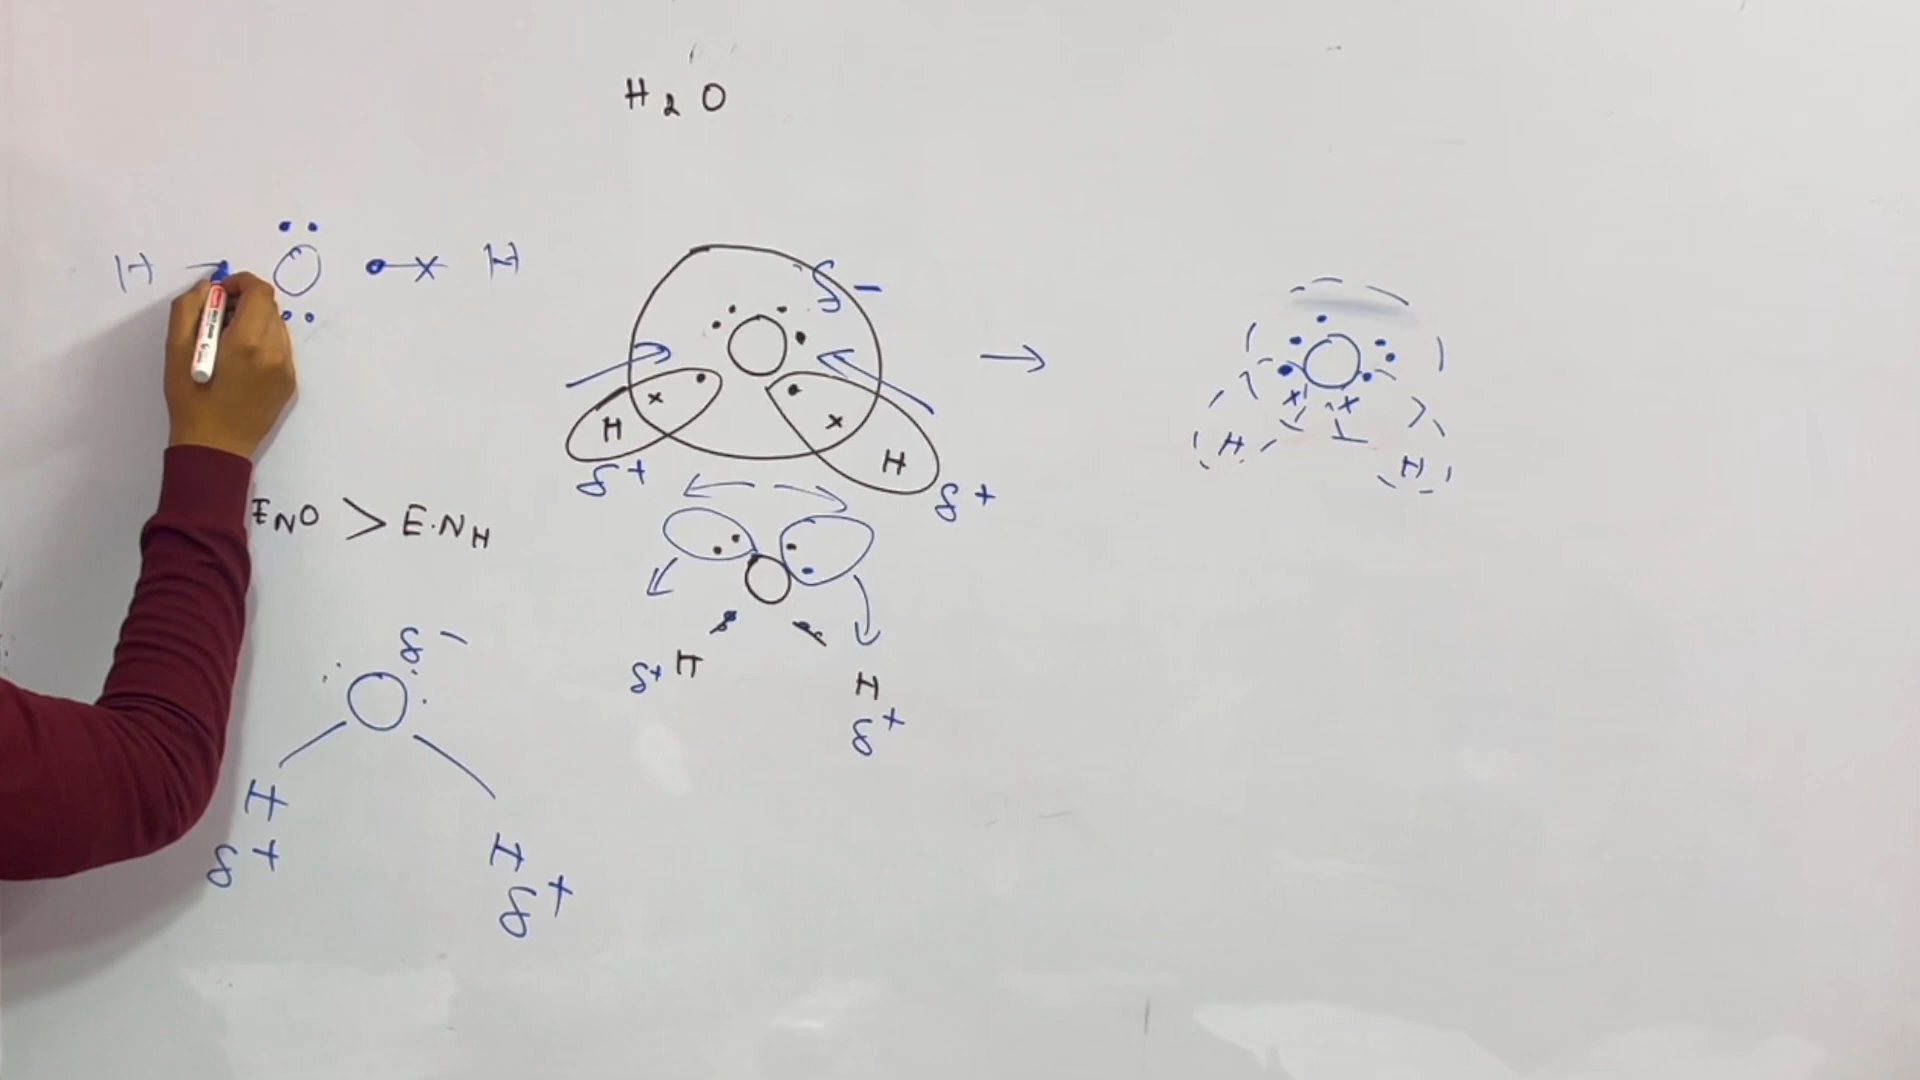 H2O
H O x H
δ-
H H
δ+ δ+
H H
ENO > E.NH
δ-
O
H H
δ+ δ+
δ+ H H
δ+